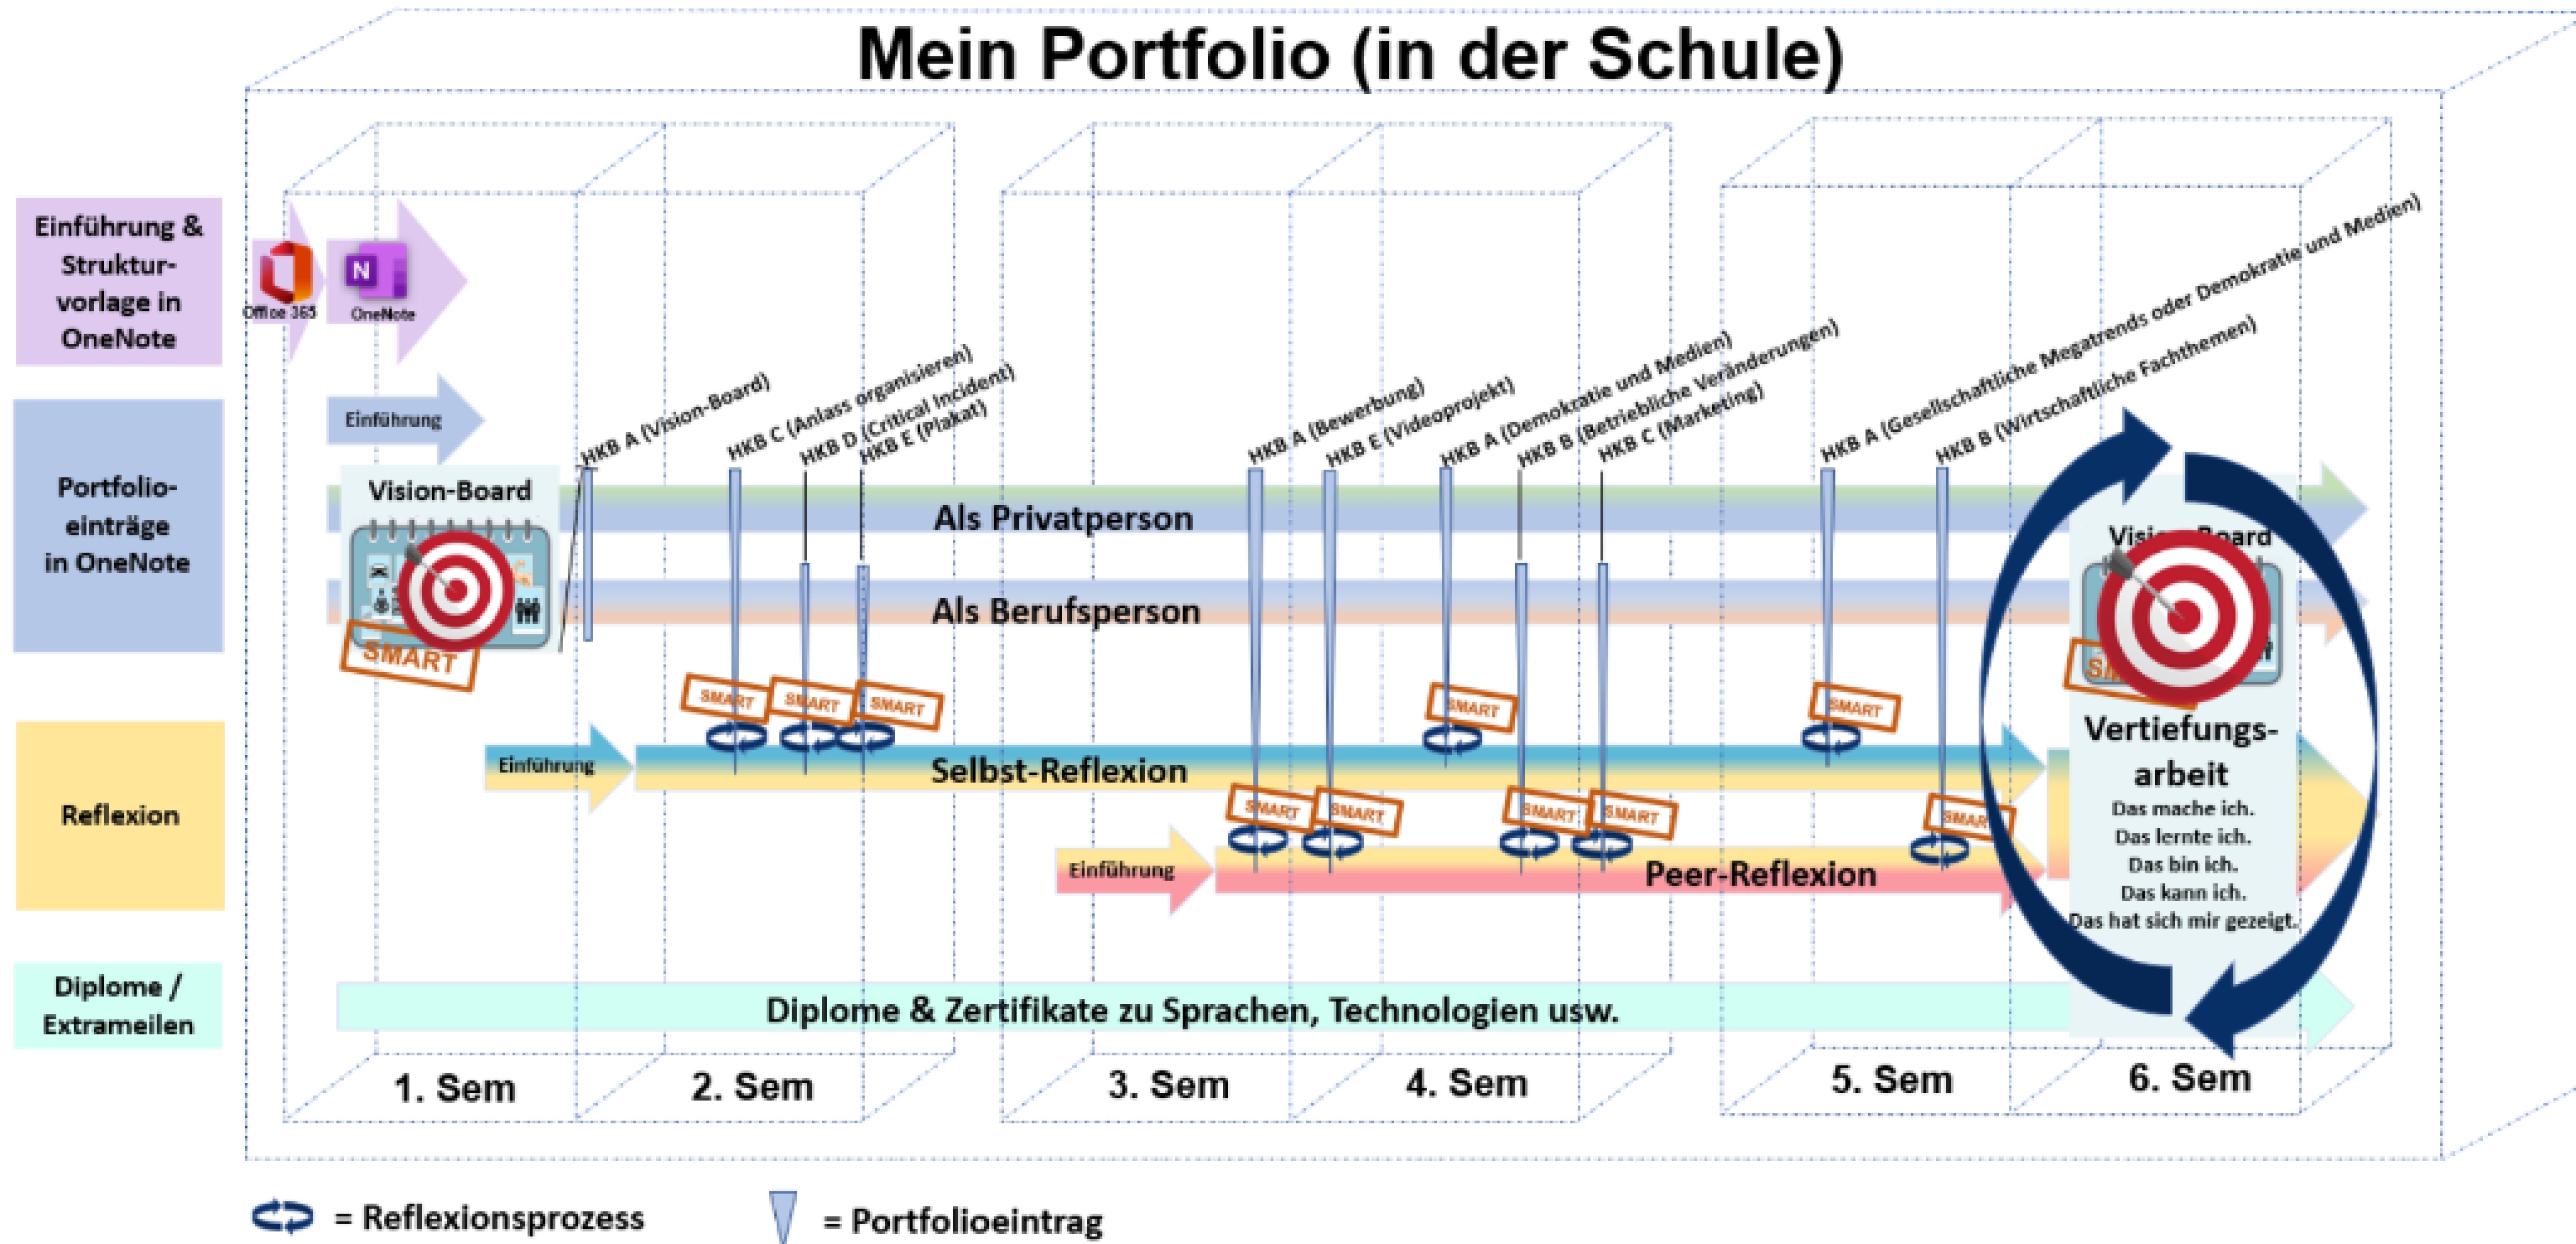 Mein Portfolio (in der Schule)
Einführung &
Struktur-
vorlage in
OneNote
Office 365
N
OneNote
Portfolio-
einträge
in OneNote
Einführung
HKB A (Vision-Board)
HKB C (Anlass organisieren)
HKB D (Critical Incident)
HKB E (Plakat)
HKB A (Bewerbung)
HKB E (Videoprojekt)
HKB A (Demokratie und Medien)
HKB B (Betriebliche Veränderungen)
HKB C (Marketing)
HKB A (Gesellschaftliche Megatrends oder Demokratie und Medien)
HKB B (Wirtschaftliche Fachthemen)
Vision-Board
SMART
Als Privatperson
Als Berufsperson
Vision-Board
SMART
SMART
SMART
SMART
SMART
Reflexion
Einführung
Selbst-Reflexion
SMART
SMART
SMART
SMART
SMART
Einführung
Peer-Reflexion
Vertiefungs-
arbeit
Das mache ich.
Das lernte ich.
Das bin ich.
Das kann ich.
Das hat sich mir gezeigt.
Diplome /
Extrameilen
Diplome & Zertifikate zu Sprachen, Technologien usw.
1. Sem
2. Sem
3. Sem
4. Sem
5. Sem
6. Sem
= Reflexionsprozess
= Portfolioeintrag